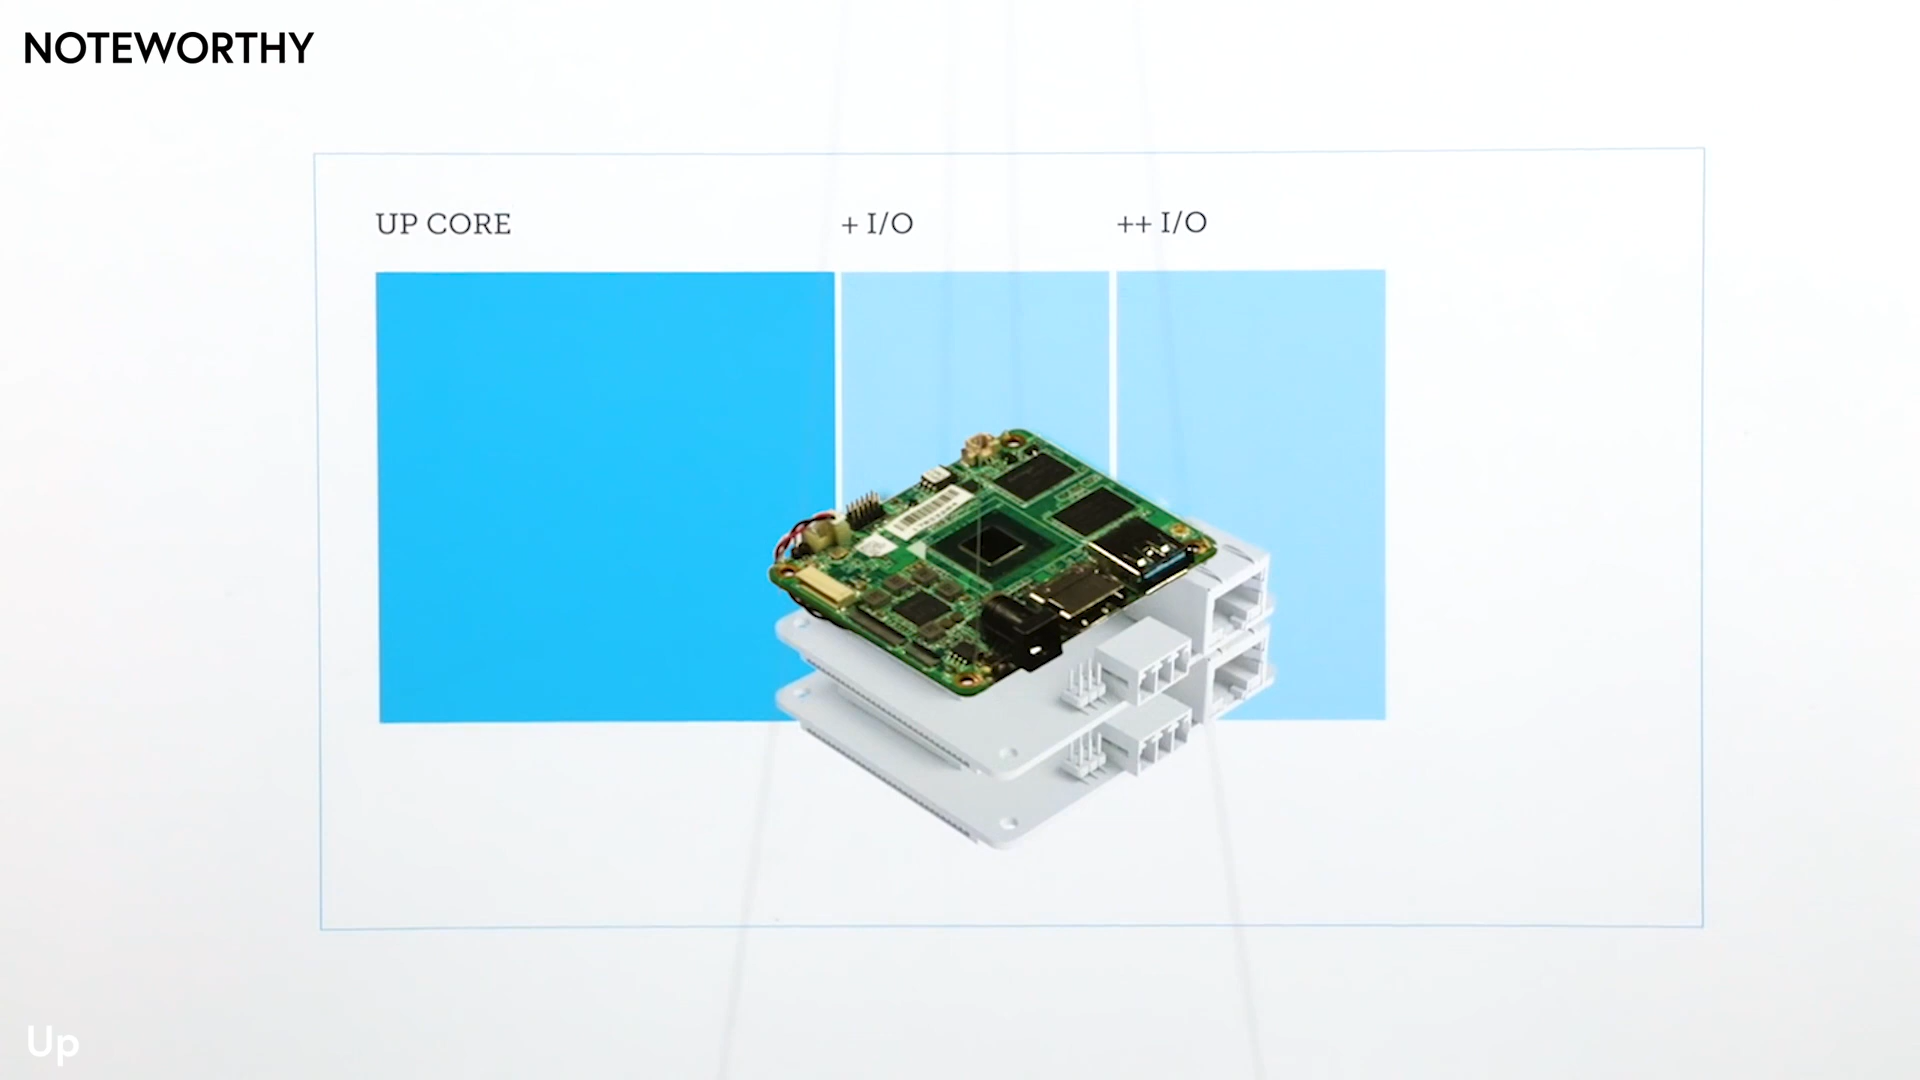 NOTEWORTHY
UP CORE
+ I/O
++ I/O
Up